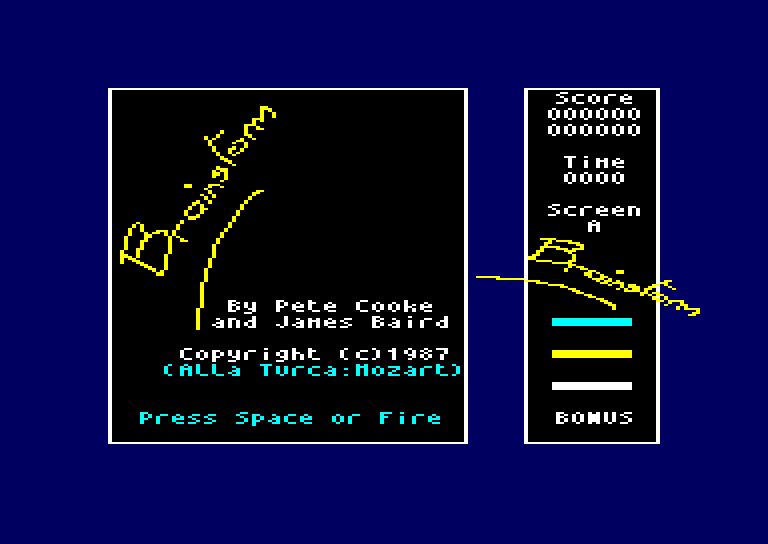 Brainstorm
By Pete Cooke
and James Baird
Copyright (c)1987
(Alla Turca:Mozart)
Press Space or Fire
Score
000000
000000
Time
0000
Screen
A
Brainstorm
BONUS